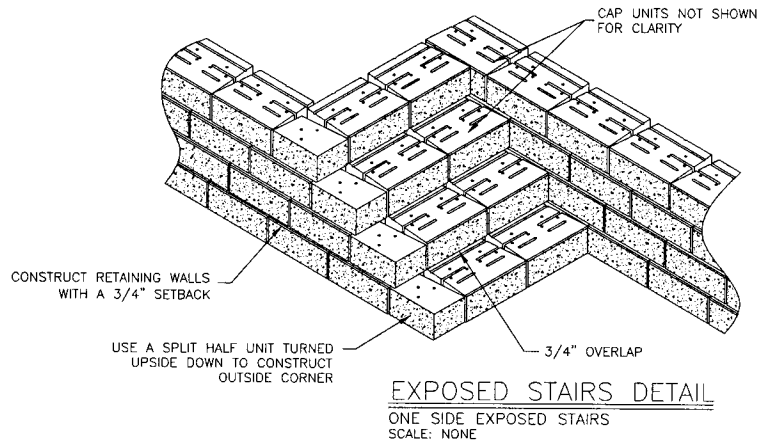 CAP UNITS NOT SHOWN
FOR CLARITY
CONSTRUCT RETAINING WALLS
WITH A 3/4" SETBACK
USE A SPLIT HALF UNIT TURNED
UPSIDE DOWN TO CONSTRUCT
OUTSIDE CORNER
3/4" OVERLAP
EXPOSED STAIRS DETAIL
ONE SIDE EXPOSED STAIRS
SCALE: NONE